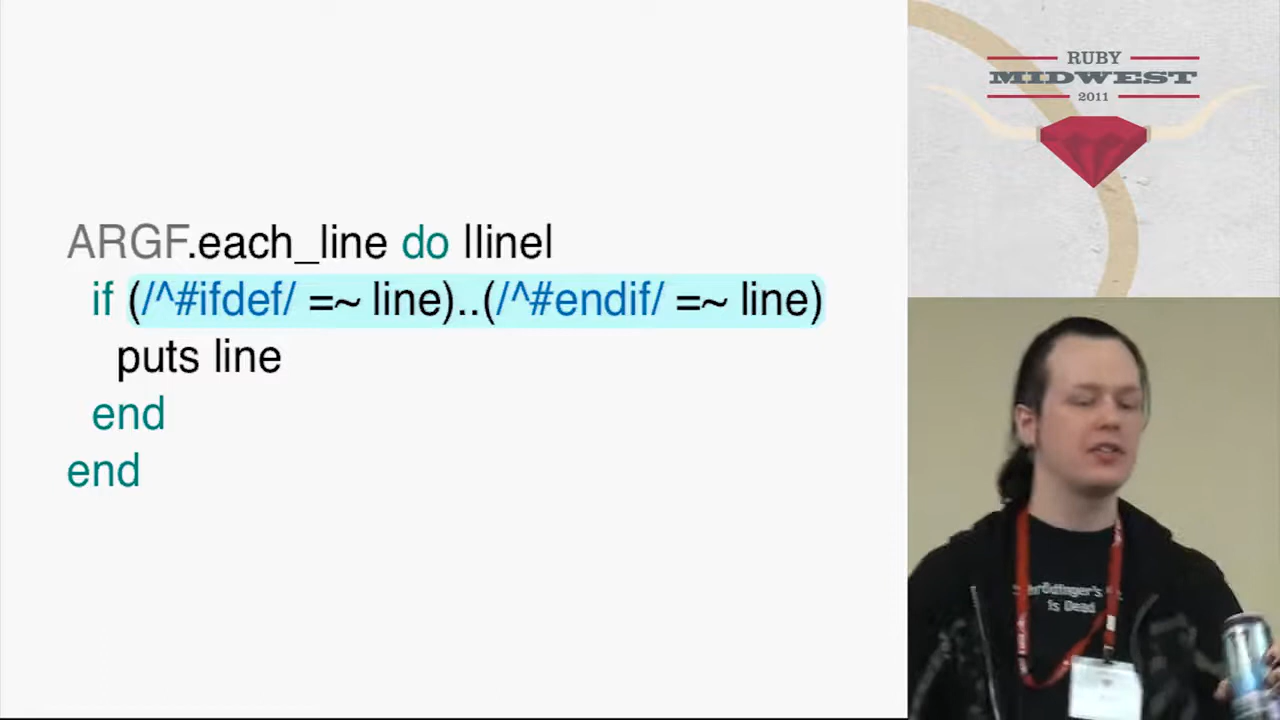 ARGF.each_line do |line|
if (/^#ifdef/ =~ line)..(/^#endif/ =~ line)
puts line
end
end
RUBY
MIDWEST
2011
is Dead